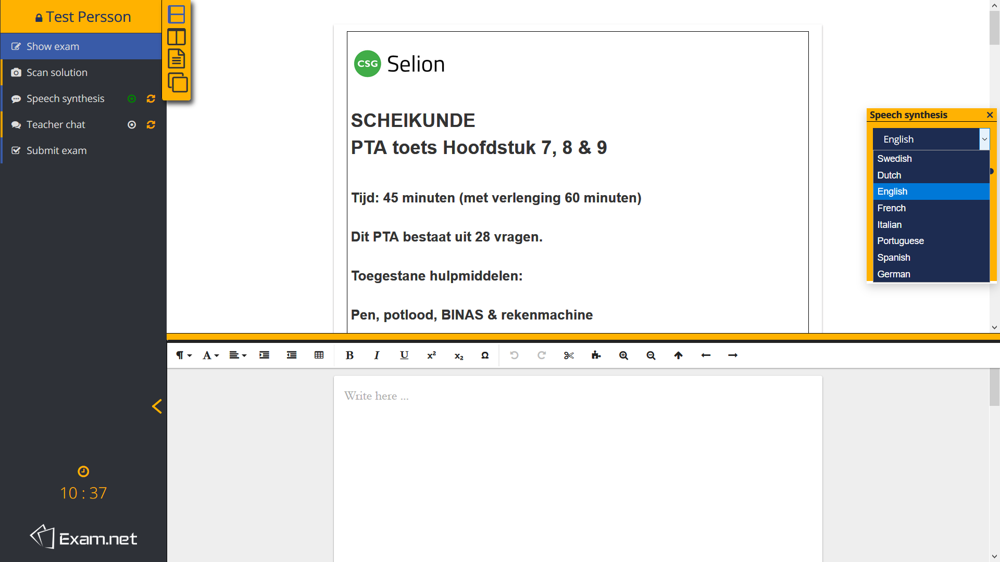 Test Persson
Show exam
Scan solution
Speech synthesis
Teacher chat
Submit exam
10 : 37
Exam.net
CSG Selion
SCHEIKUNDE
PTA toets Hoofdstuk 7, 8 & 9
Tijd: 45 minuten (met verlenging 60 minuten)
Dit PTA bestaat uit 28 vragen.
Toegestane hulpmiddelen:
Pen, potlood, BINAS & rekenmachine
Speech synthesis
English
Swedish
Dutch
English
French
Italian
Portuguese
Spanish
German
¶ A B I U x² x₂ Ω
Write here ...